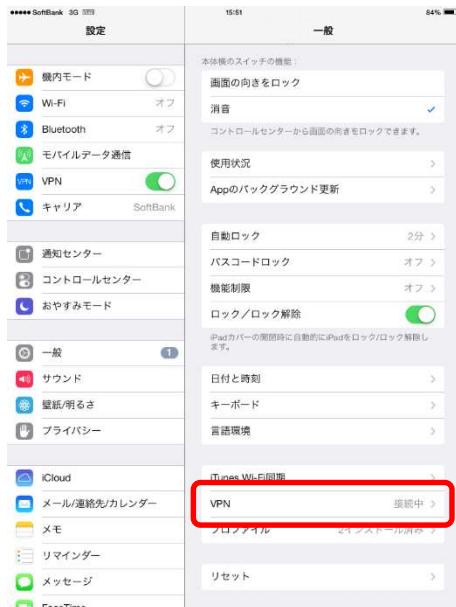 ●●●●● SoftBank 3G
15:51
84%
設定
一般
機内モード
Wi-Fi オフ
Bluetooth オフ
モバイルデータ通信
VPN VPN
キャリア SoftBank
通知センター
コントロールセンター
おやすみモード
一般 1
サウンド
壁紙/明るさ
プライバシー
iCloud
メール/連絡先/カレンダー
メモ
リマインダー
メッセージ
FaceTime
本体横のスイッチの機能：
画面の向きをロック
消音
コントロールセンターから画面の向きをロックできます。
使用状況
Appのバックグラウンド更新
自動ロック 2分
パスコードロック オフ
機能制限 オフ
ロック／ロック解除
iPadカバーの開閉時に自動的にiPadをロック/ロック解除し
ます。
日付と時刻
キーボード
言語環境
iTunes Wi-Fi同期
VPN 接続中
プロファイル 2インストール済み
リセット